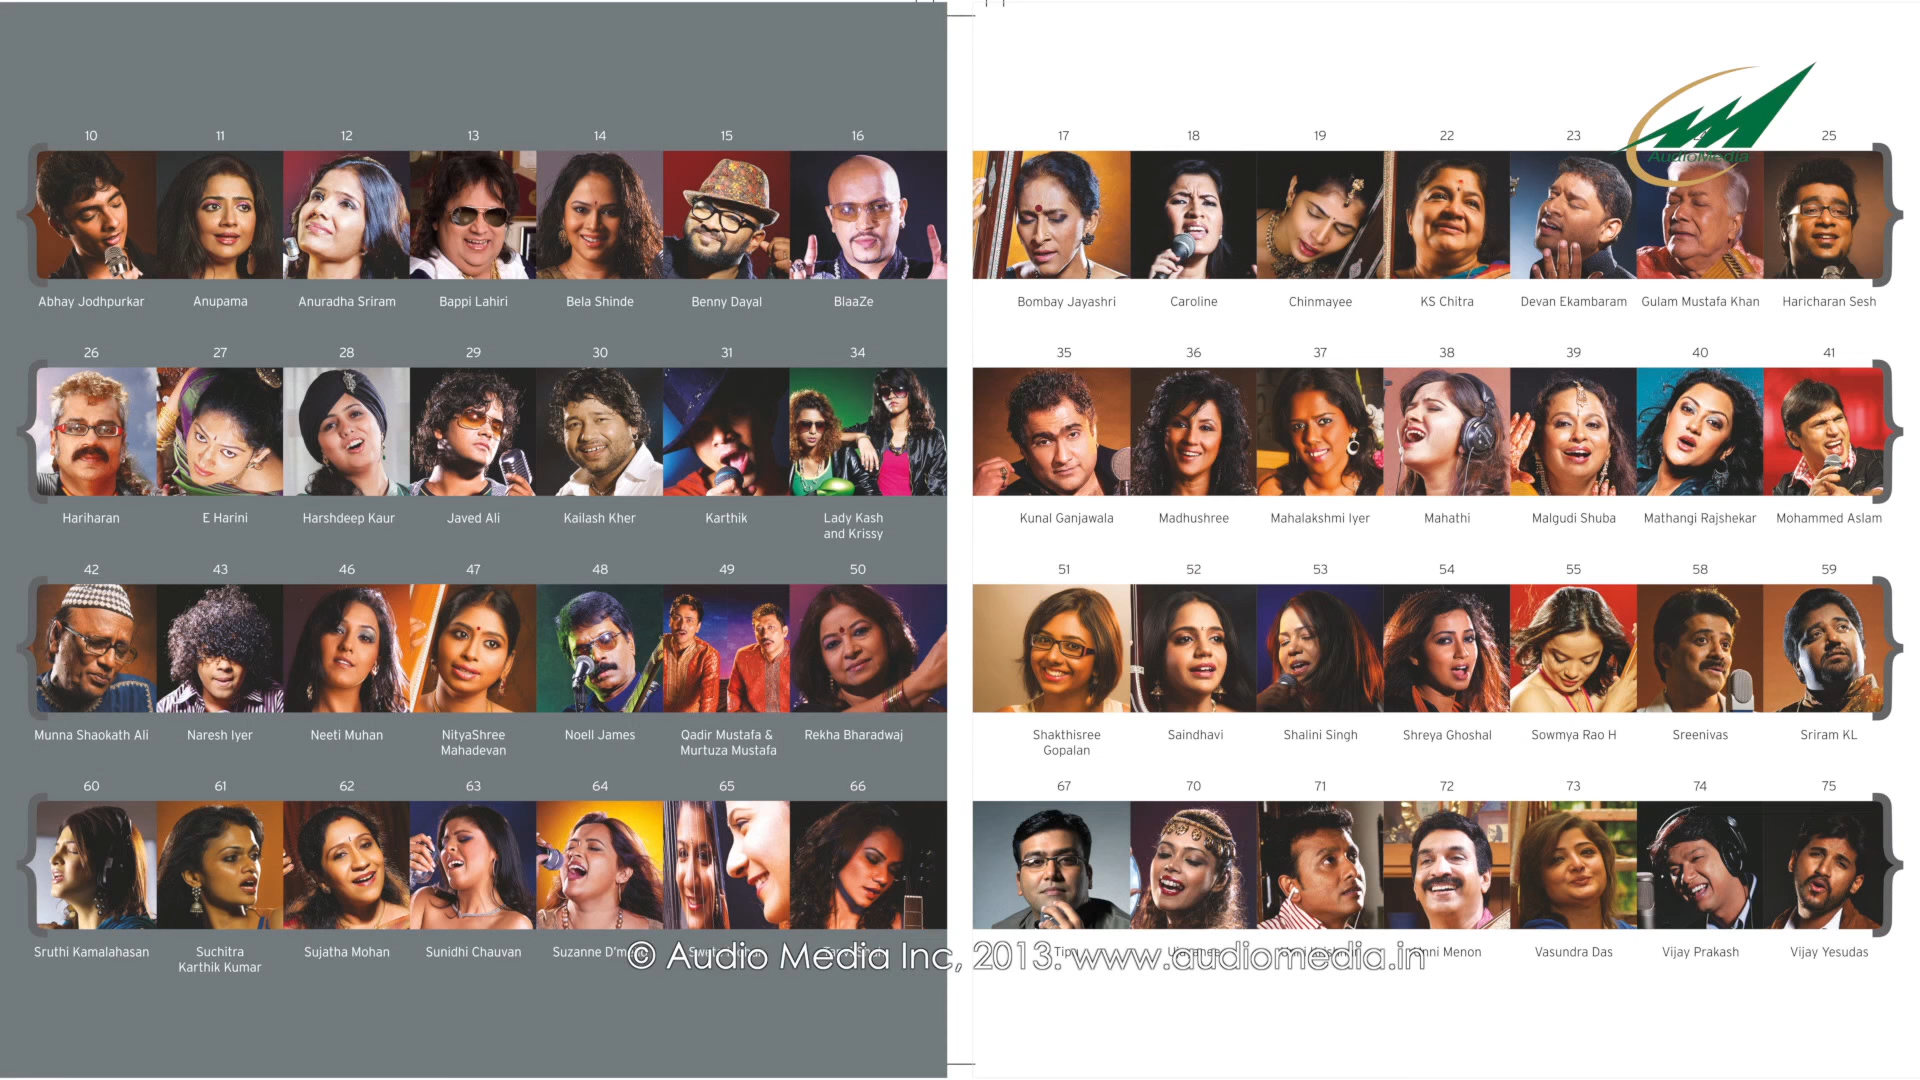 10 11 12 13 14 15 16 17 18 19 22 23 25
AudioMedia
Abhay Jodhpurkar Anupama Anuradha Sriram Bappi Lahiri Bela Shinde Benny Dayal BlaaZe Bombay Jayashri Caroline Chinmayee KS Chitra Devan Ekambaram Gulam Mustafa Khan Haricharan Sesh
26 27 28 29 30 31 34 35 36 37 38 39 40 41
Hariharan E Harini Harshdeep Kaur Javed Ali Kailash Kher Karthik Lady Kash Kunal Ganjawala Madhushree Mahalakshmi Iyer Mahathi Malgudi Shuba Mathangi Rajshekar Mohammed Aslam
and Krissy
42 43 46 47 48 49 50 51 52 53 54 55 58 59
Munna Shaokath Ali Naresh Iyer Neeti Muhan NityaShree Noell James Qadir Mustafa & Rekha Bharadwaj Shakthisree Saindhavi Shalini Singh Shreya Ghoshal Sowmya Rao H Sreenivas Sriram KL
Mahadevan Murtuza Mustafa Gopalan
60 61 62 63 64 65 66 67 70 71 72 73 74 75
Sruthi Kamalahasan Suchitra Sujatha Mohan Sunidhi Chauvan Suzanne Menon Vasundra Das Vijay Prakash Vijay Yesudas
Karthik Kumar
© Audio Media Inc, 2013. www.audiomedia.in